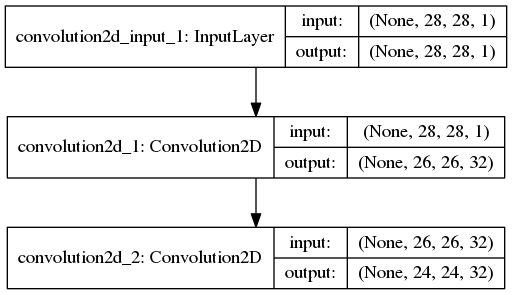 convolution2d_input_1: InputLayer
input: (None, 28, 28, 1)
output: (None, 28, 28, 1)
convolution2d_1: Convolution2D
input: (None, 28, 28, 1)
output: (None, 26, 26, 32)
convolution2d_2: Convolution2D
input: (None, 26, 26, 32)
output: (None, 24, 24, 32)